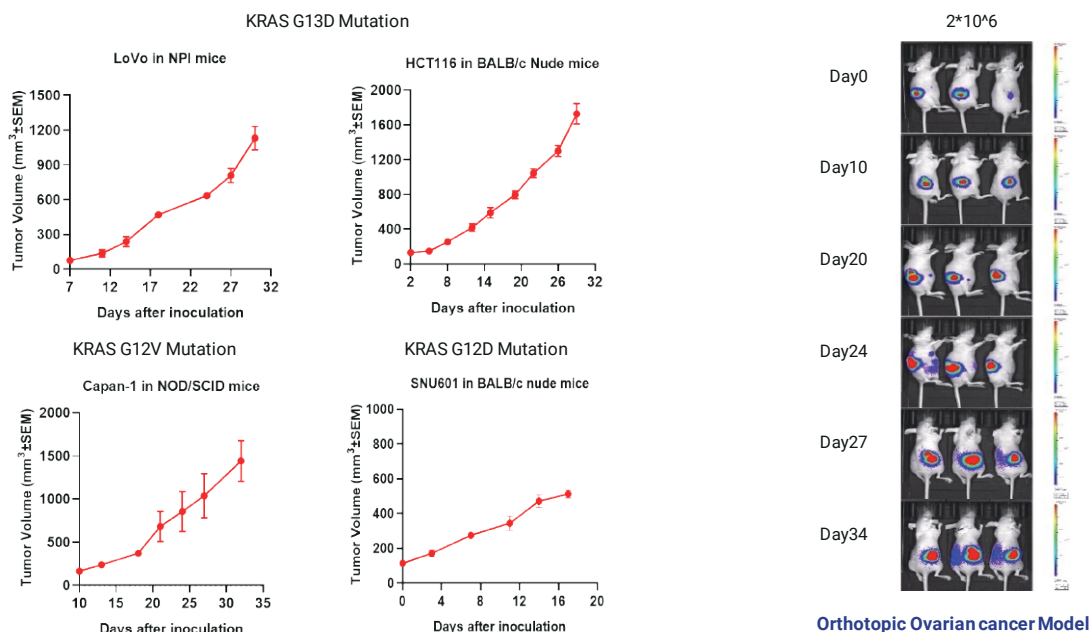 KRAS G13D Mutation
LoVo in NPI mice
Tumor Volume (mm³±SEM)
1500
1200
900
600
300
0
7 12 17 22 27 32
Days after inoculation
HCT116 in BALB/c Nude mice
Tumor Volume (mm³±SEM)
2000
1600
1200
800
400
0
2 8 14 20 26 32
Days after inoculation
KRAS G12V Mutation
Capan-1 in NOD/SCID mice
Tumor Volume (mm³±SEM)
2000
1500
1000
500
0
10 15 20 25 30 35
Days after inoculation
KRAS G12D Mutation
SNU601 in BALB/c nude mice
Tumor Volume (mm³±SEM)
1000
800
600
400
200
0
0 4 8 12 16 20
Days after inoculation
2*10^6
Day0
Day10
Day20
Day24
Day27
Day34
Orthotopic Ovarian cancer Model